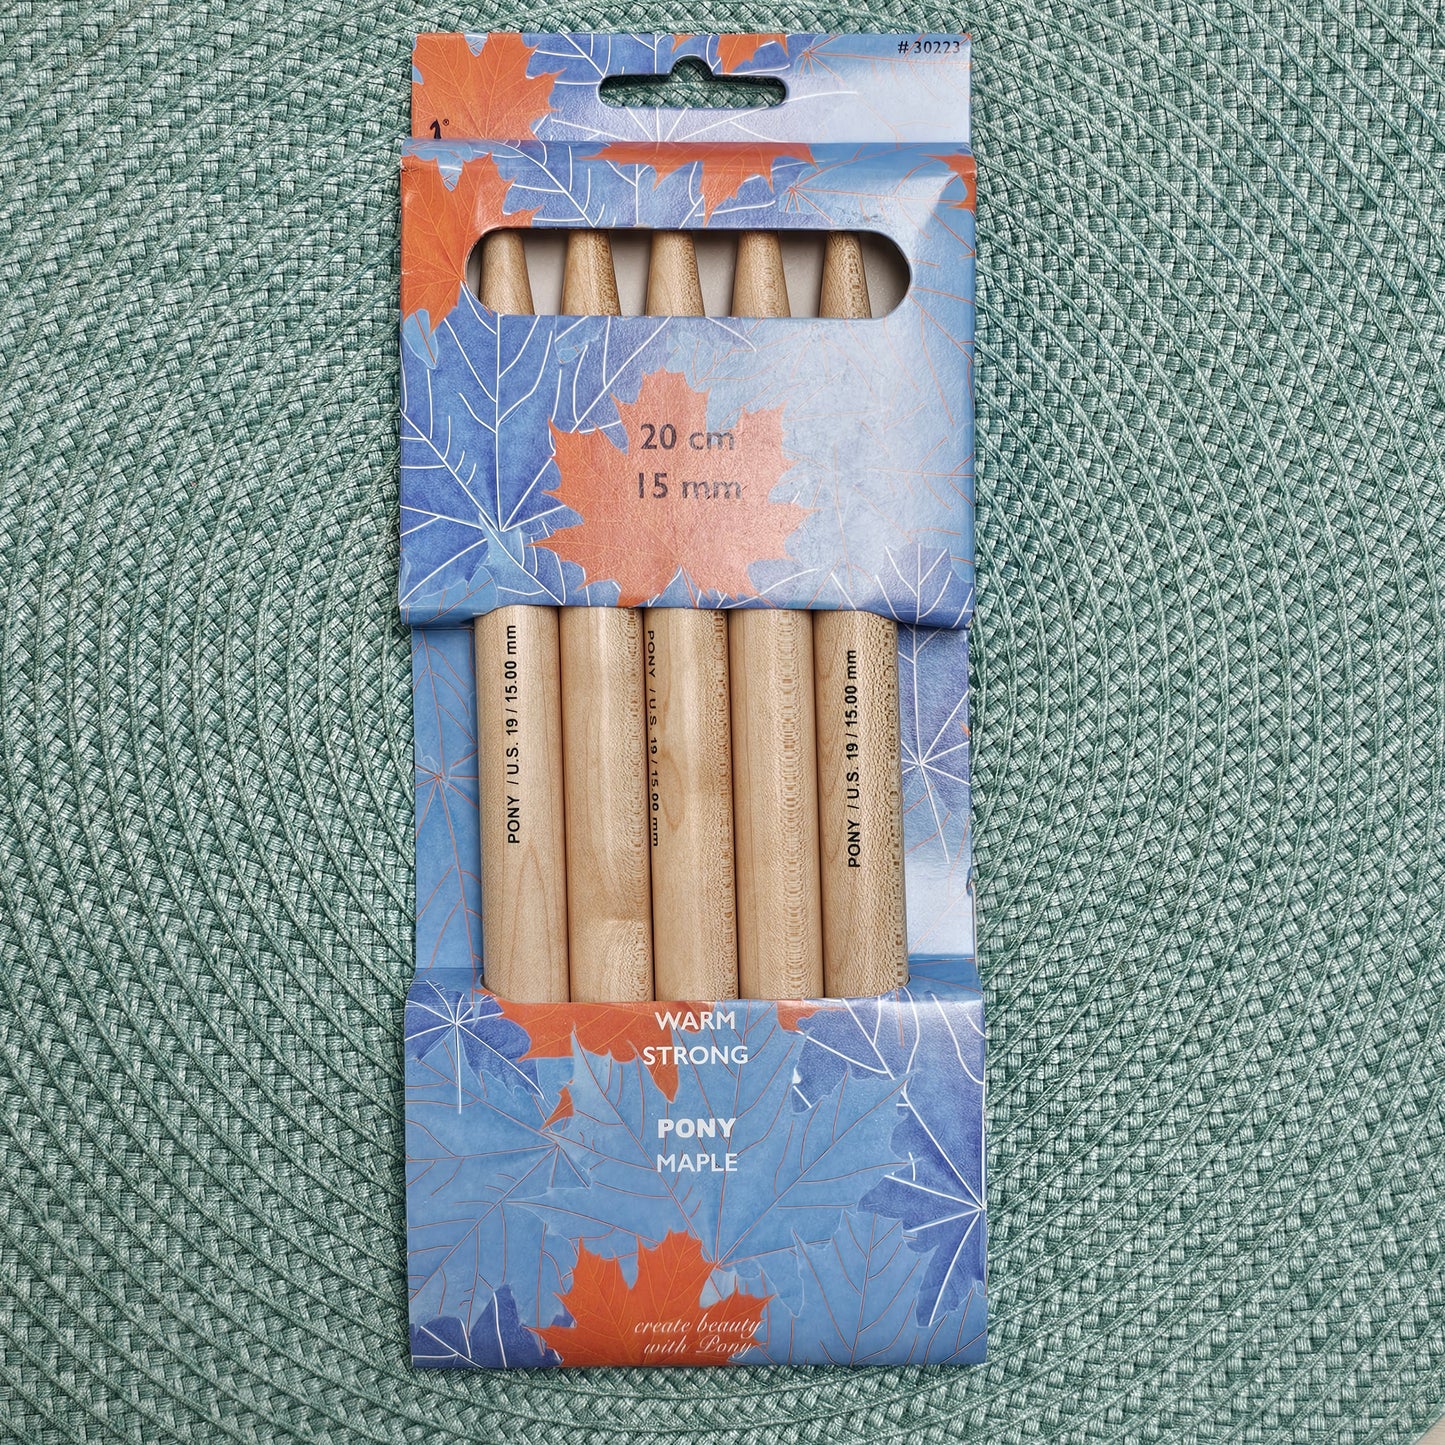 # 30223
®
20 cm
15 mm
PONY / U.S. 19 / 15.00 mm
PONY / U.S. 19 / 15.00 mm
PONY / U.S. 19 / 15.00 mm
WARM
STRONG
PONY
MAPLE
create beauty
with Pony